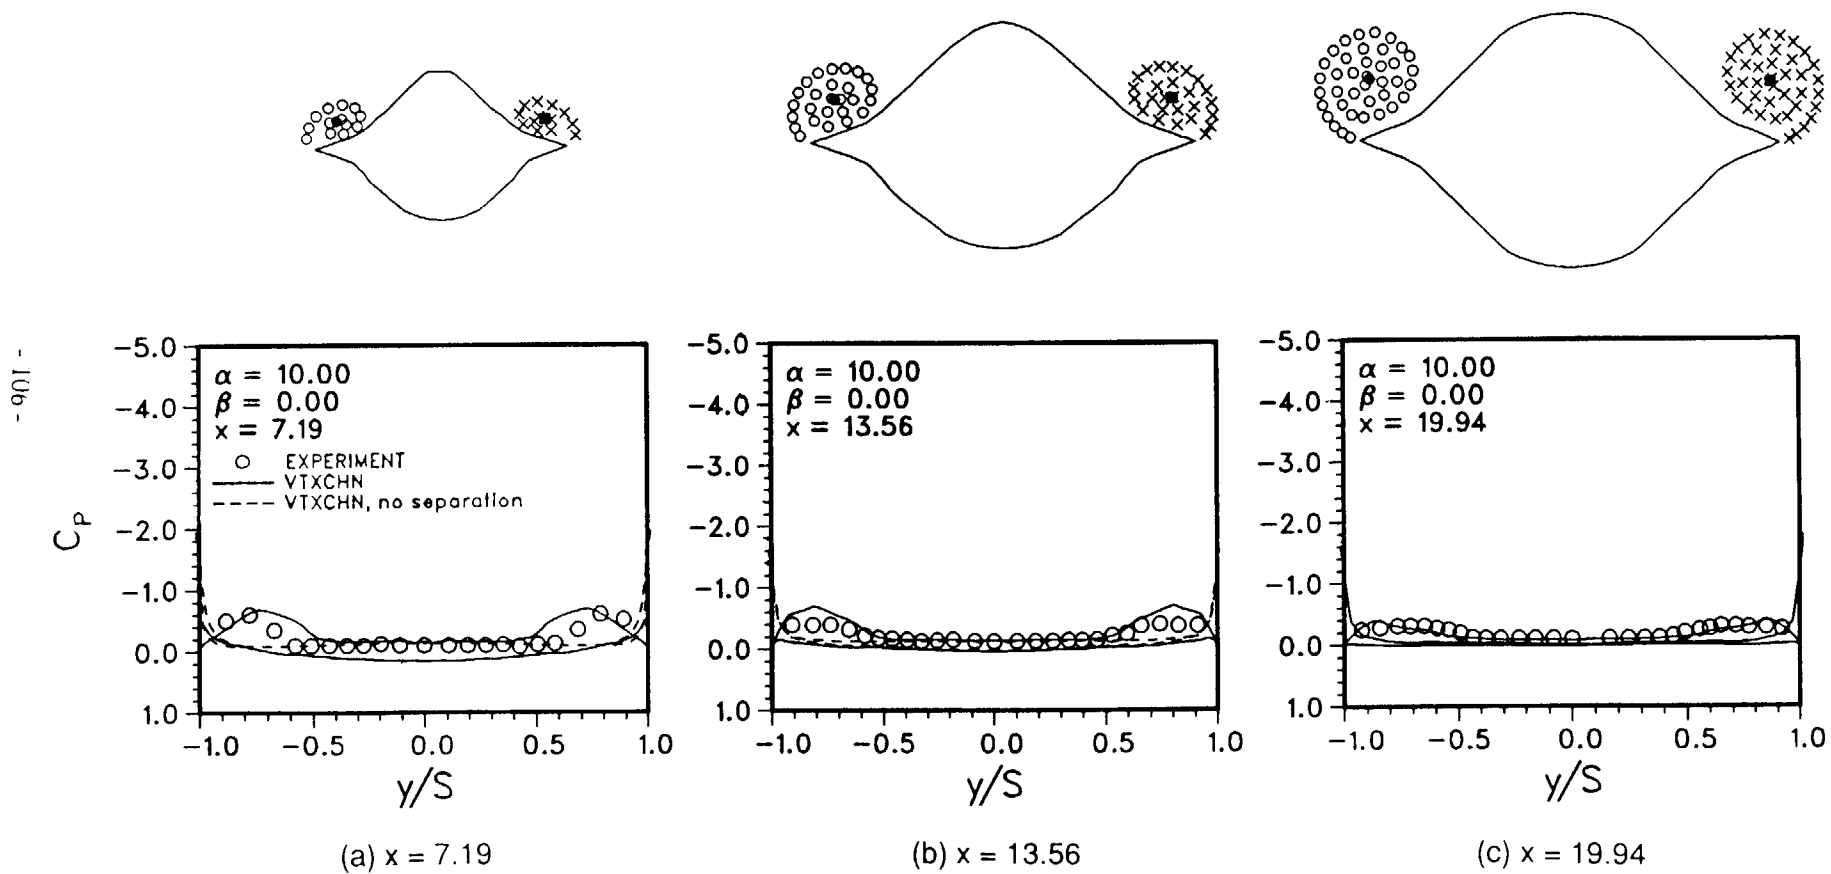 - 106 -
C_P
-5.0
-4.0
-3.0
-2.0
-1.0
0.0
1.0
α = 10.00
β = 0.00
x = 7.19
EXPERIMENT
VTXCHN
VTXCHN, no separation
-1.0 -0.5 0.0 0.5 1.0
y/S
(a) x = 7.19
-5.0
-4.0
-3.0
-2.0
-1.0
0.0
1.0
α = 10.00
β = 0.00
x = 13.56
-1.0 -0.5 0.0 0.5 1.0
y/S
(b) x = 13.56
-5.0
-4.0
-3.0
-2.0
-1.0
0.0
1.0
α = 10.00
β = 0.00
x = 19.94
-1.0 -0.5 0.0 0.5 1.0
y/S
(c) x = 19.94